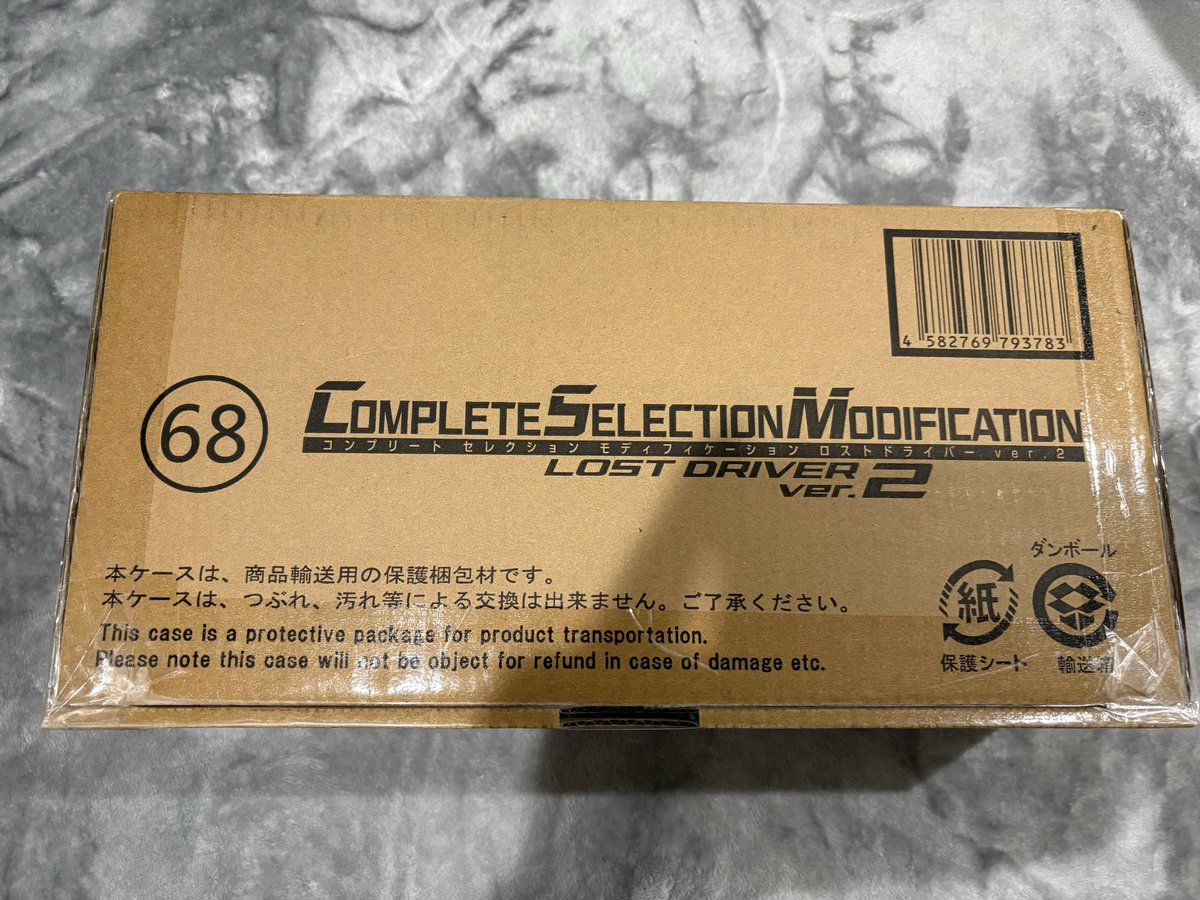 4 582769 793783
68
COMPLETE SELECTION MODIFICATION
コンプリート セレクション モディフィケーション ロストドライバー ver.2
LOST DRIVER
ver.2
本ケースは、商品輸送用の保護梱包材です。
本ケースは、つぶれ、汚れ等による交換は出来ません。ご了承ください。
This case is a protective package for product transportation.
Please note this case will not be object for refund in case of damage etc.
紙
保護シート
ダンボール
輸送箱